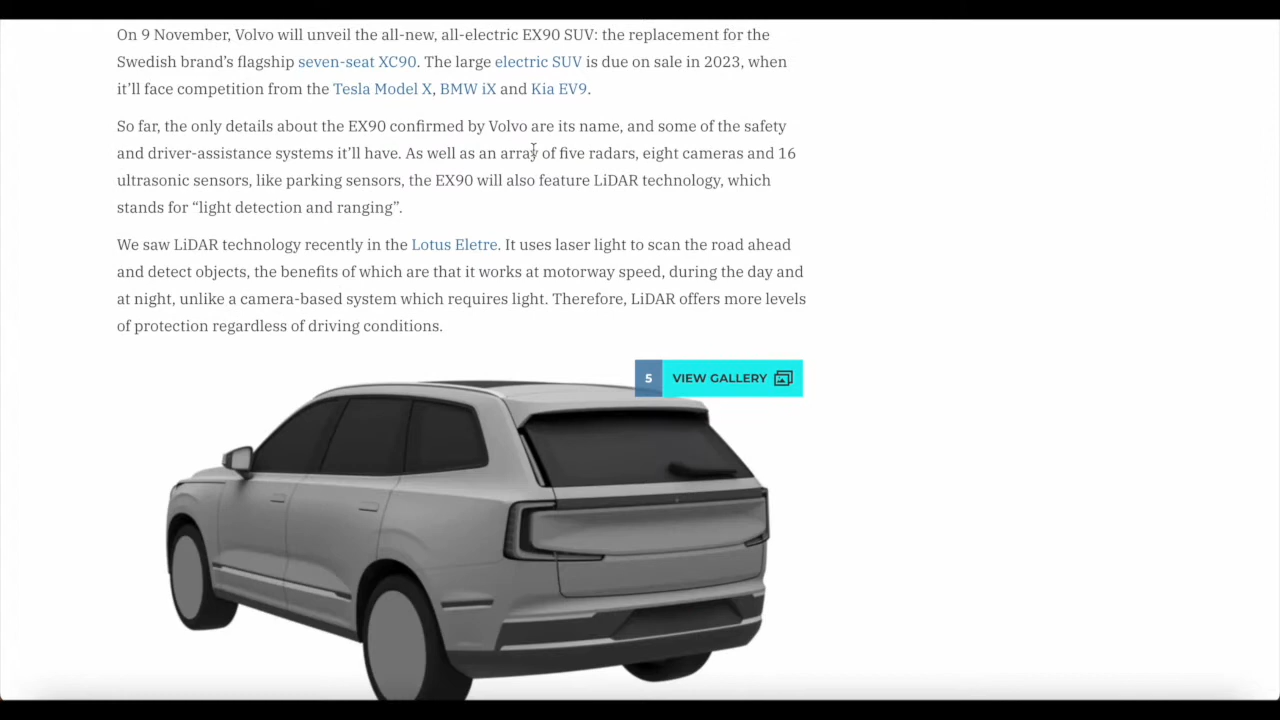 On 9 November, Volvo will unveil the all-new, all-electric EX90 SUV: the replacement for the
Swedish brand’s flagship seven-seat XC90. The large electric SUV is due on sale in 2023, when
it’ll face competition from the Tesla Model X, BMW iX and Kia EV9.
So far, the only details about the EX90 confirmed by Volvo are its name, and some of the safety
and driver-assistance systems it’ll have. As well as an array of five radars, eight cameras and 16
ultrasonic sensors, like parking sensors, the EX90 will also feature LiDAR technology, which
stands for “light detection and ranging”.
We saw LiDAR technology recently in the Lotus Eletre. It uses laser light to scan the road ahead
and detect objects, the benefits of which are that it works at motorway speed, during the day and
at night, unlike a camera-based system which requires light. Therefore, LiDAR offers more levels
of protection regardless of driving conditions.
5 VIEW GALLERY